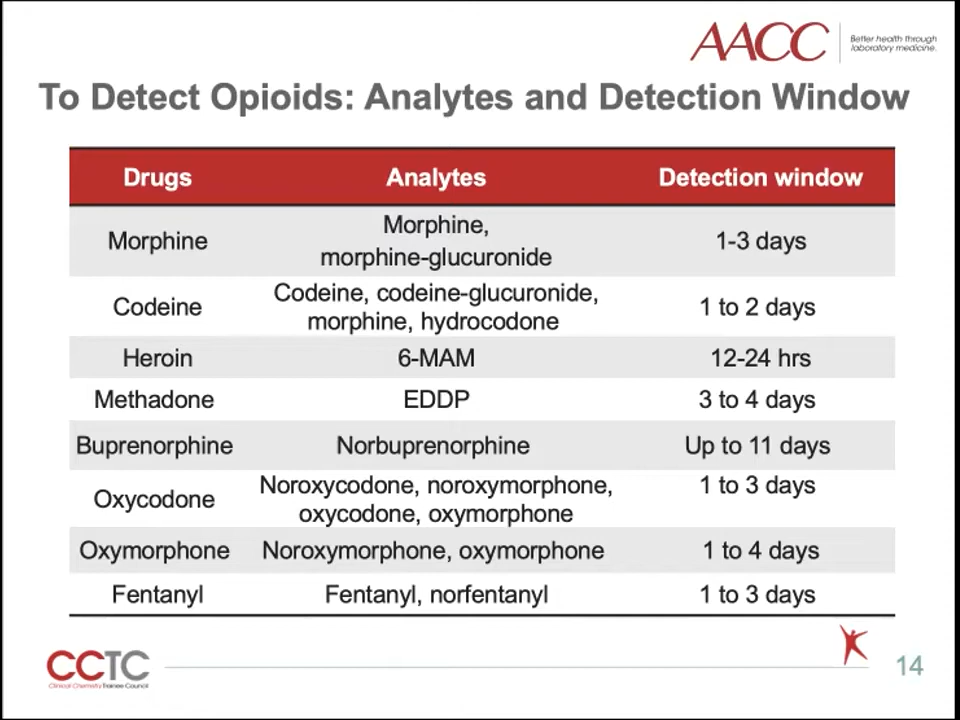 AACC
Better health through
laboratory medicine.
To Detect Opioids: Analytes and Detection Window
Drugs Analytes Detection window
Morphine Morphine, morphine-glucuronide 1-3 days
Codeine Codeine, codeine-glucuronide, morphine, hydrocodone 1 to 2 days
Heroin 6-MAM 12-24 hrs
Methadone EDDP 3 to 4 days
Buprenorphine Norbuprenorphine Up to 11 days
Oxycodone Noroxycodone, noroxymorphone, oxycodone, oxymorphone 1 to 3 days
Oxymorphone Noroxymorphone, oxymorphone 1 to 4 days
Fentanyl Fentanyl, norfentanyl 1 to 3 days
CCTC
Clinical Chemistry Trainee Council
14